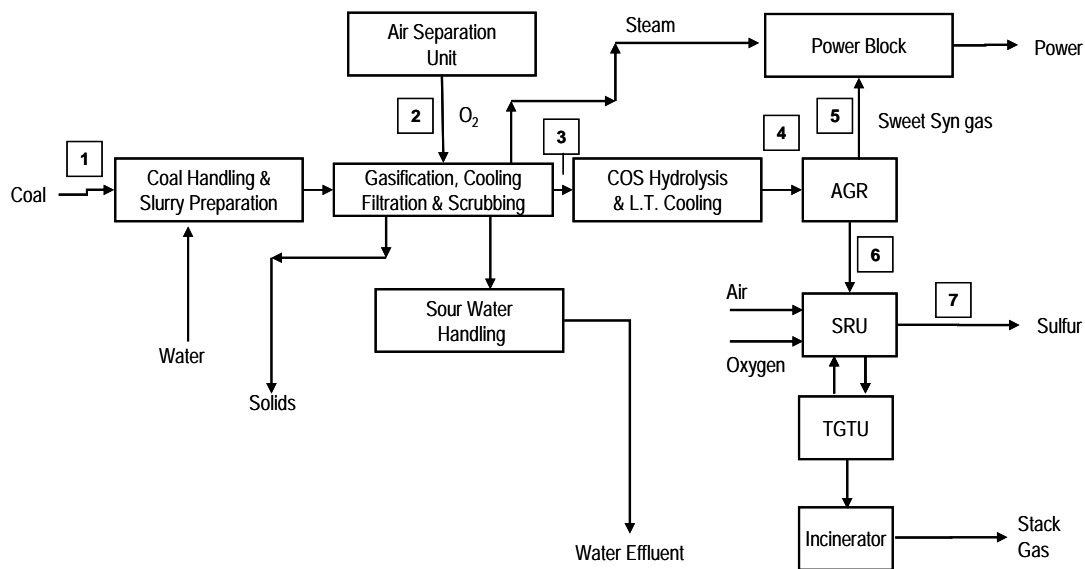 Air Separation
Unit
Steam
Power Block
Power
2
O2
3
4
5
Sweet Syn gas
1
Coal
Coal Handling &
Slurry Preparation
Gasification, Cooling
Filtration & Scrubbing
COS Hydrolysis
& L.T. Cooling
AGR
6
Air
7
Sour Water
Handling
SRU
Sulfur
Water
Oxygen
Solids
TGTU
Incinerator
Stack
Gas
Water Effluent